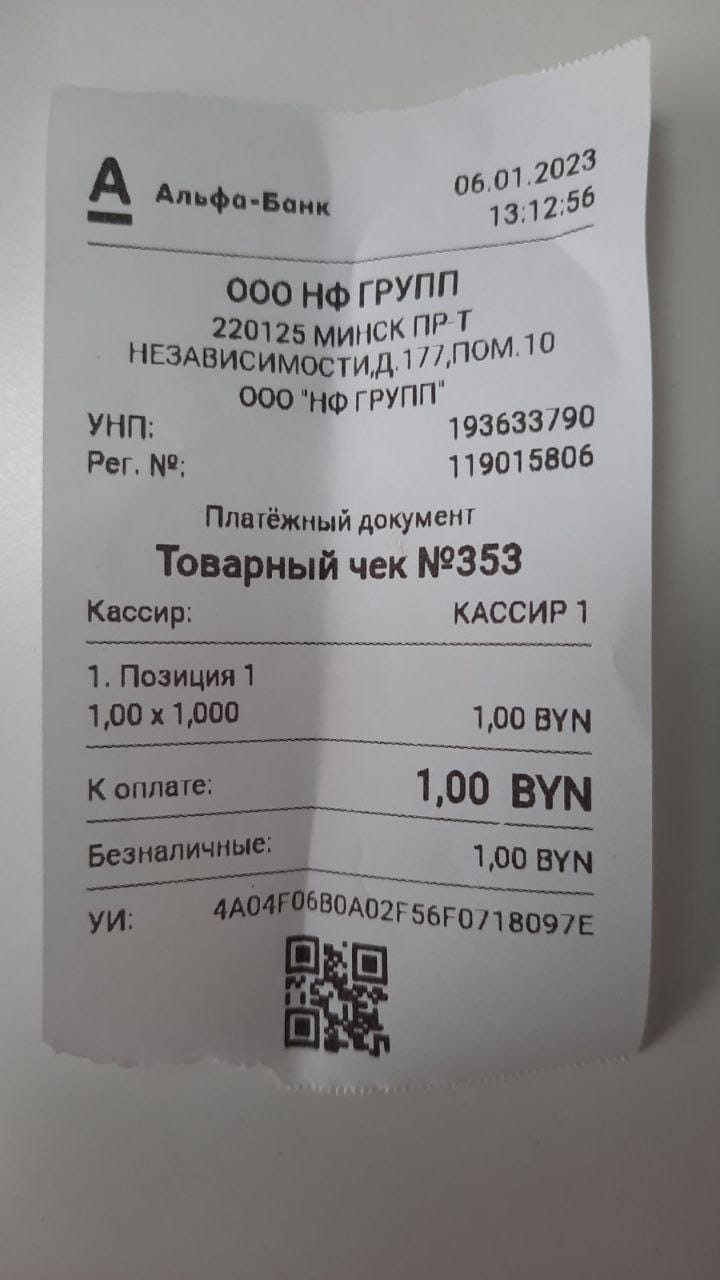 А Альфа-Банк
06.01.2023
13:12:56
ООО НФ ГРУПП
220125 МИНСК ПР-Т
НЕЗАВИСИМОСТИ,Д.177,ПОМ.10
ООО "НФ ГРУПП"
УНП: 193633790
Рег. №: 119015806
Платёжный документ
Товарный чек №353
Кассир: КАССИР 1
1. Позиция 1
1,00 x 1,000 1,00 BYN
К оплате: 1,00 BYN
Безналичные: 1,00 BYN
УИ: 4A04F06B0A02F56F0718097E